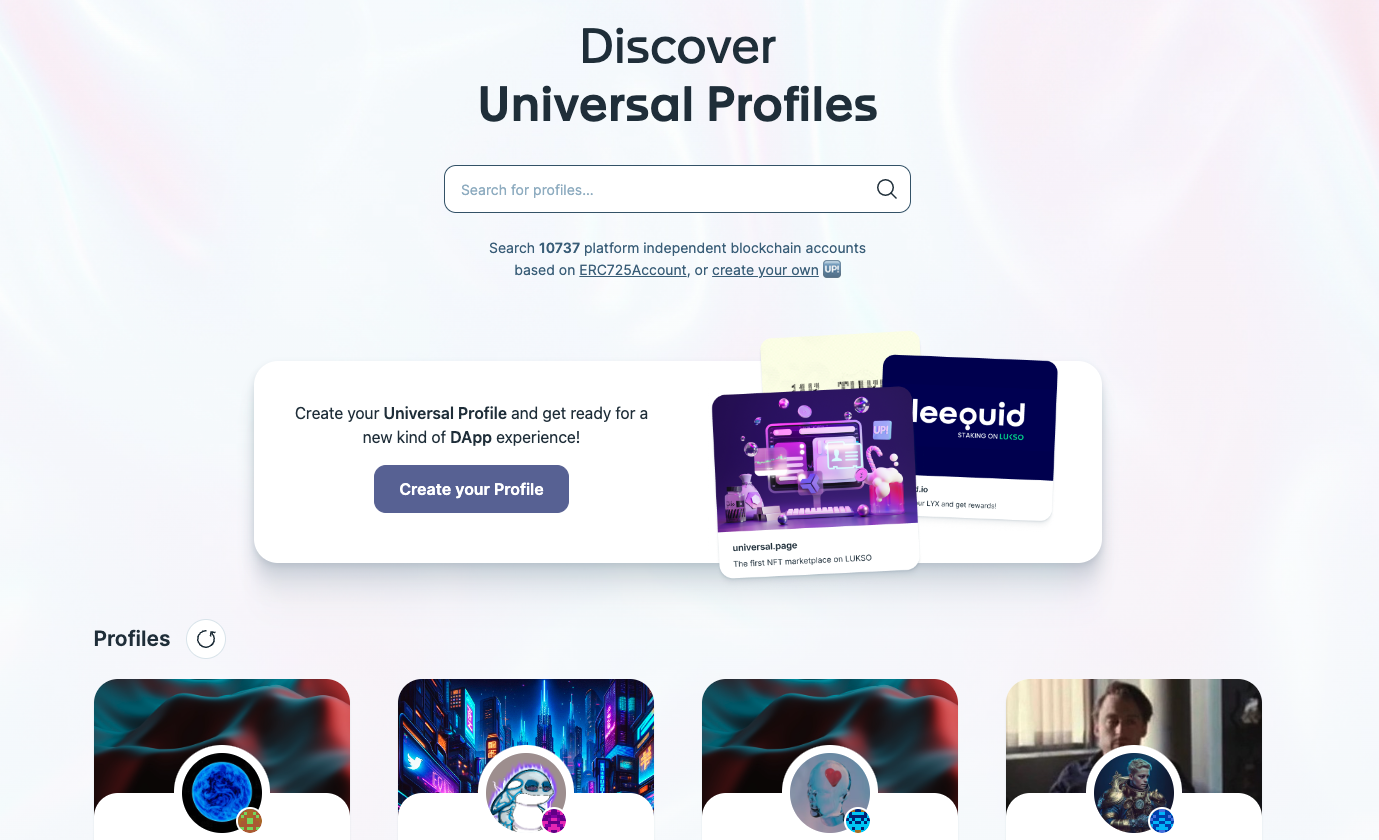 Discover
Universal Profiles
Search for profiles...
Search 10737 platform independent blockchain accounts
based on ERC725Account, or create your own UP!
Create your Universal Profile and get ready for a
new kind of DApp experience!
Create your Profile
UP!
universal.page
The first NFT marketplace on LUKSO
leequid
STAKING ON LUKSO
d.io
our LYX and get rewards!
Profiles